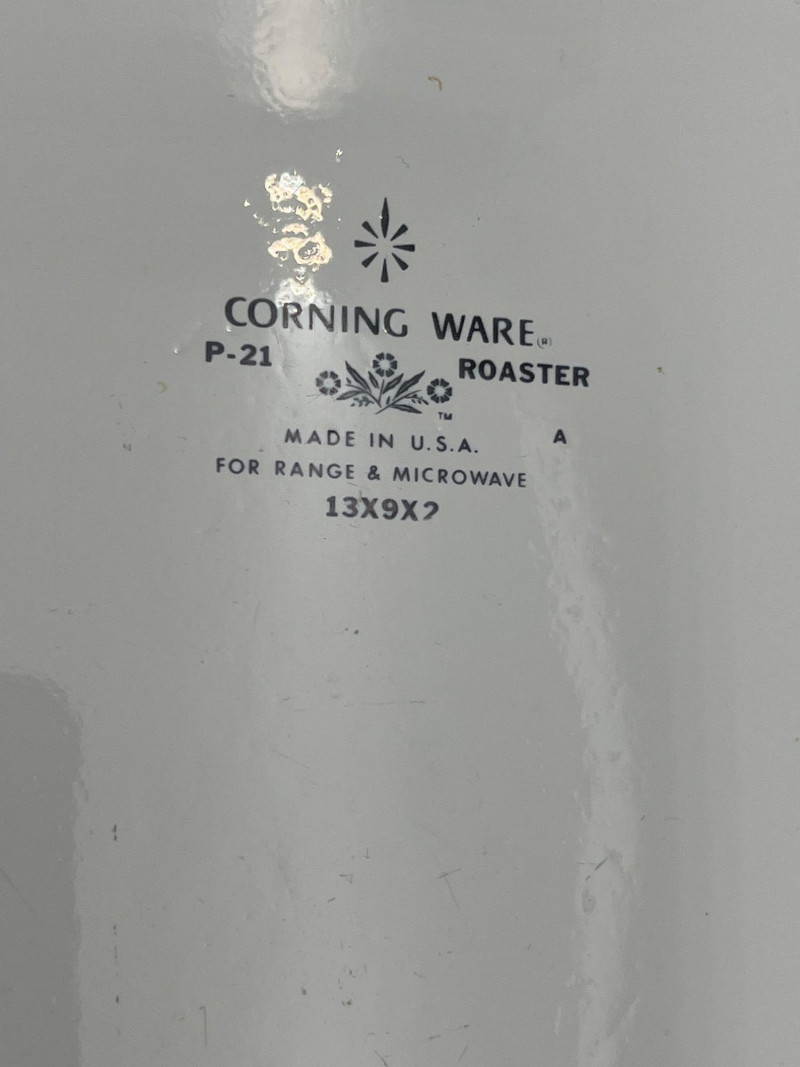 CORNING WARE®
P-21 ROASTER
TM
MADE IN U.S.A. A
FOR RANGE & MICROWAVE
13X9X2